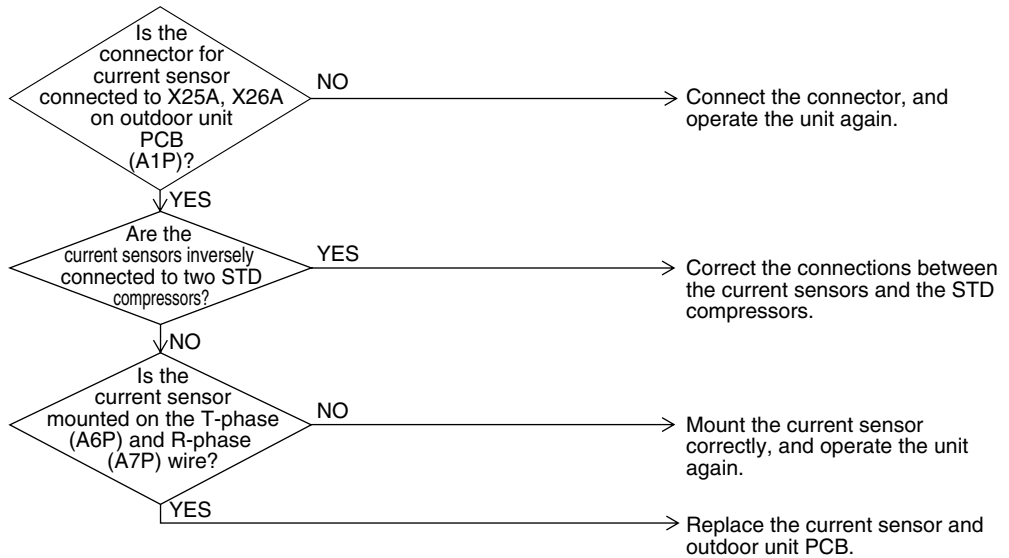 Is the
connector for
current sensor
connected to X25A, X26A
on outdoor unit
PCB
(A1P)?
NO
Connect the connector, and
operate the unit again.
YES
Are the
current sensors inversely
connected to two STD
compressors?
YES
Correct the connections between
the current sensors and the STD
compressors.
NO
Is the
current sensor
mounted on the T-phase
(A6P) and R-phase
(A7P) wire?
NO
Mount the current sensor
correctly, and operate the unit
again.
YES
Replace the current sensor and
outdoor unit PCB.